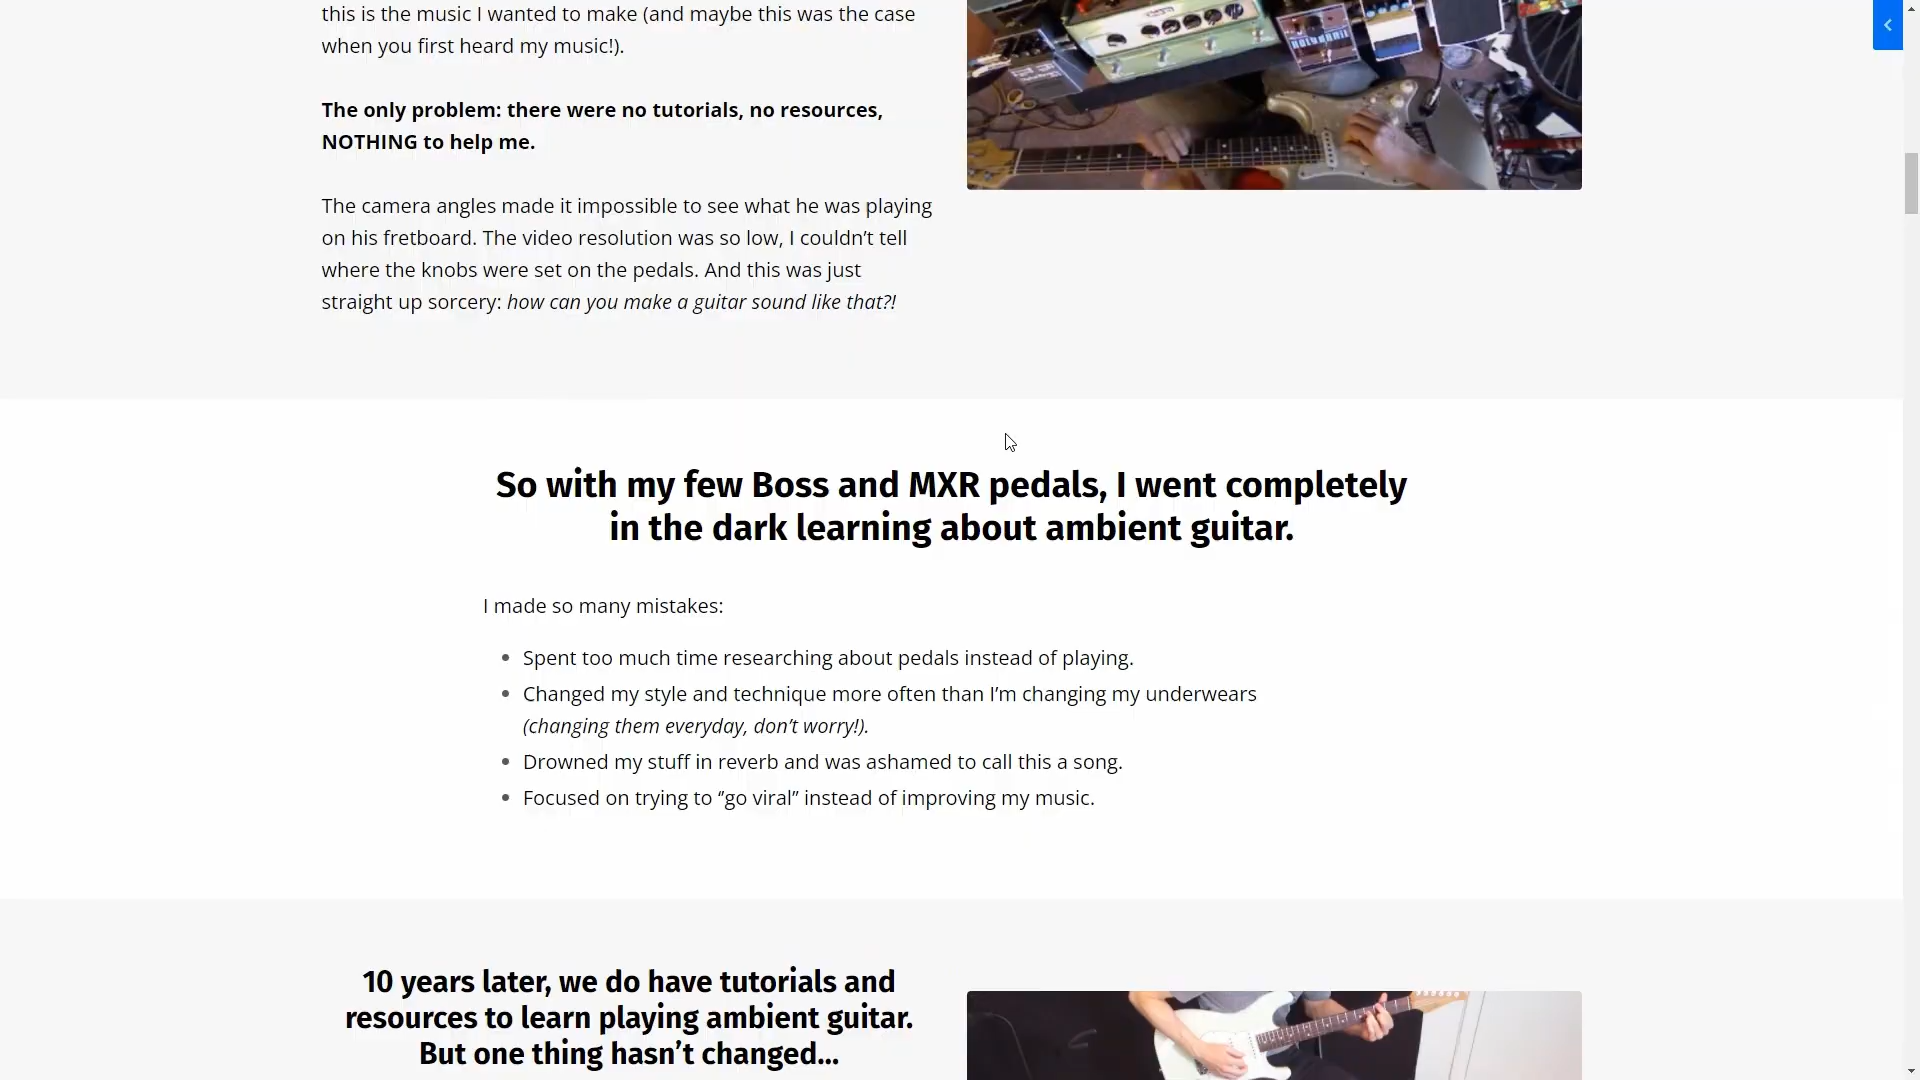 this is the music I wanted to make (and maybe this was the case
when you first heard my music!).
The only problem: there were no tutorials, no resources,
NOTHING to help me.
The camera angles made it impossible to see what he was playing
on his fretboard. The video resolution was so low, I couldn’t tell
where the knobs were set on the pedals. And this was just
straight up sorcery: how can you make a guitar sound like that?!
So with my few Boss and MXR pedals, I went completely
in the dark learning about ambient guitar.
I made so many mistakes:
• Spent too much time researching about pedals instead of playing.
• Changed my style and technique more often than I’m changing my underwears
(changing them everyday, don’t worry!).
• Drowned my stuff in reverb and was ashamed to call this a song.
• Focused on trying to “go viral” instead of improving my music.
10 years later, we do have tutorials and
resources to learn playing ambient guitar.
But one thing hasn’t changed...